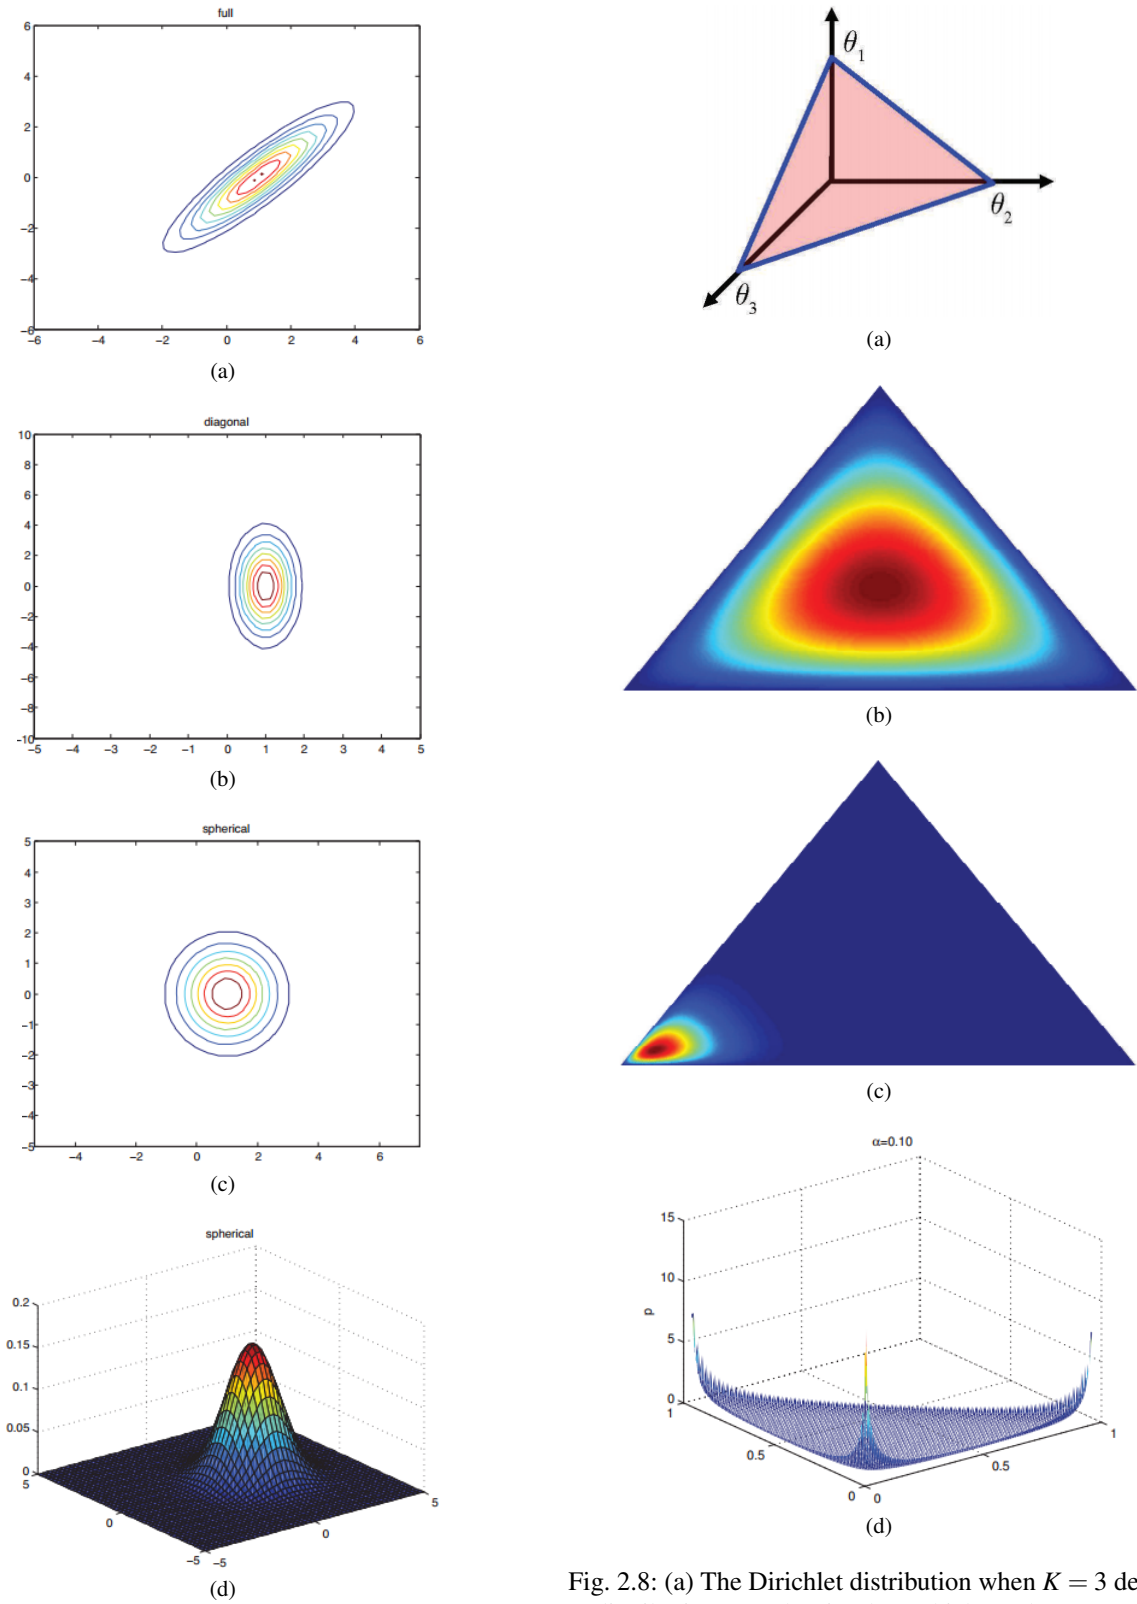 full
6
4
2
0
−2
−4
−6
−6 −4 −2 0 2 4 6
(a)
diagonal
10
8
6
4
2
0
−2
−4
−6
−8
−10
−5 −4 −3 −2 −1 0 1 2 3 4 5
(b)
spherical
5
4
3
2
1
0
−1
−2
−3
−4
−5
−4 −2 0 2 4 6
(c)
spherical
0.2
0.15
0.1
0.05
0
5
0
−5
−5
0
5
(d)
θ1
θ2
θ3
(a)
(b)
(c)
α=0.10
15
10
5
0
p
1
0.5
0
0
0.5
1
(d)
Fig. 2.8: (a) The Dirichlet distribution when K = 3 de